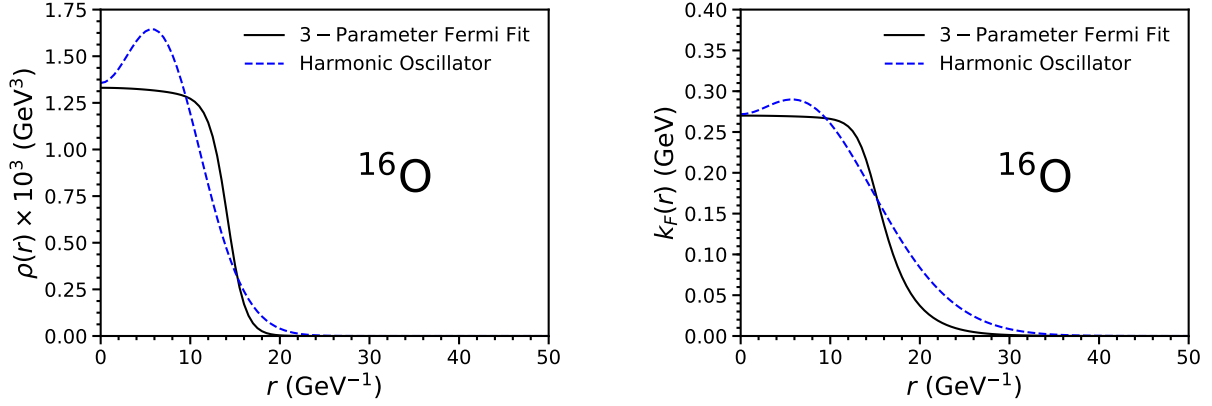 1.75
1.50
1.25
1.00
0.75
0.50
0.25
0.00
ρ(r) × 10³ (GeV³)
3 − Parameter Fermi Fit
Harmonic Oscillator
¹⁶O
0 10 20 30 40 50
r (GeV⁻¹)
0.40
0.35
0.30
0.25
0.20
0.15
0.10
0.05
0.00
k_F(r) (GeV)
3 − Parameter Fermi Fit
Harmonic Oscillator
¹⁶O
0 10 20 30 40 50
r (GeV⁻¹)